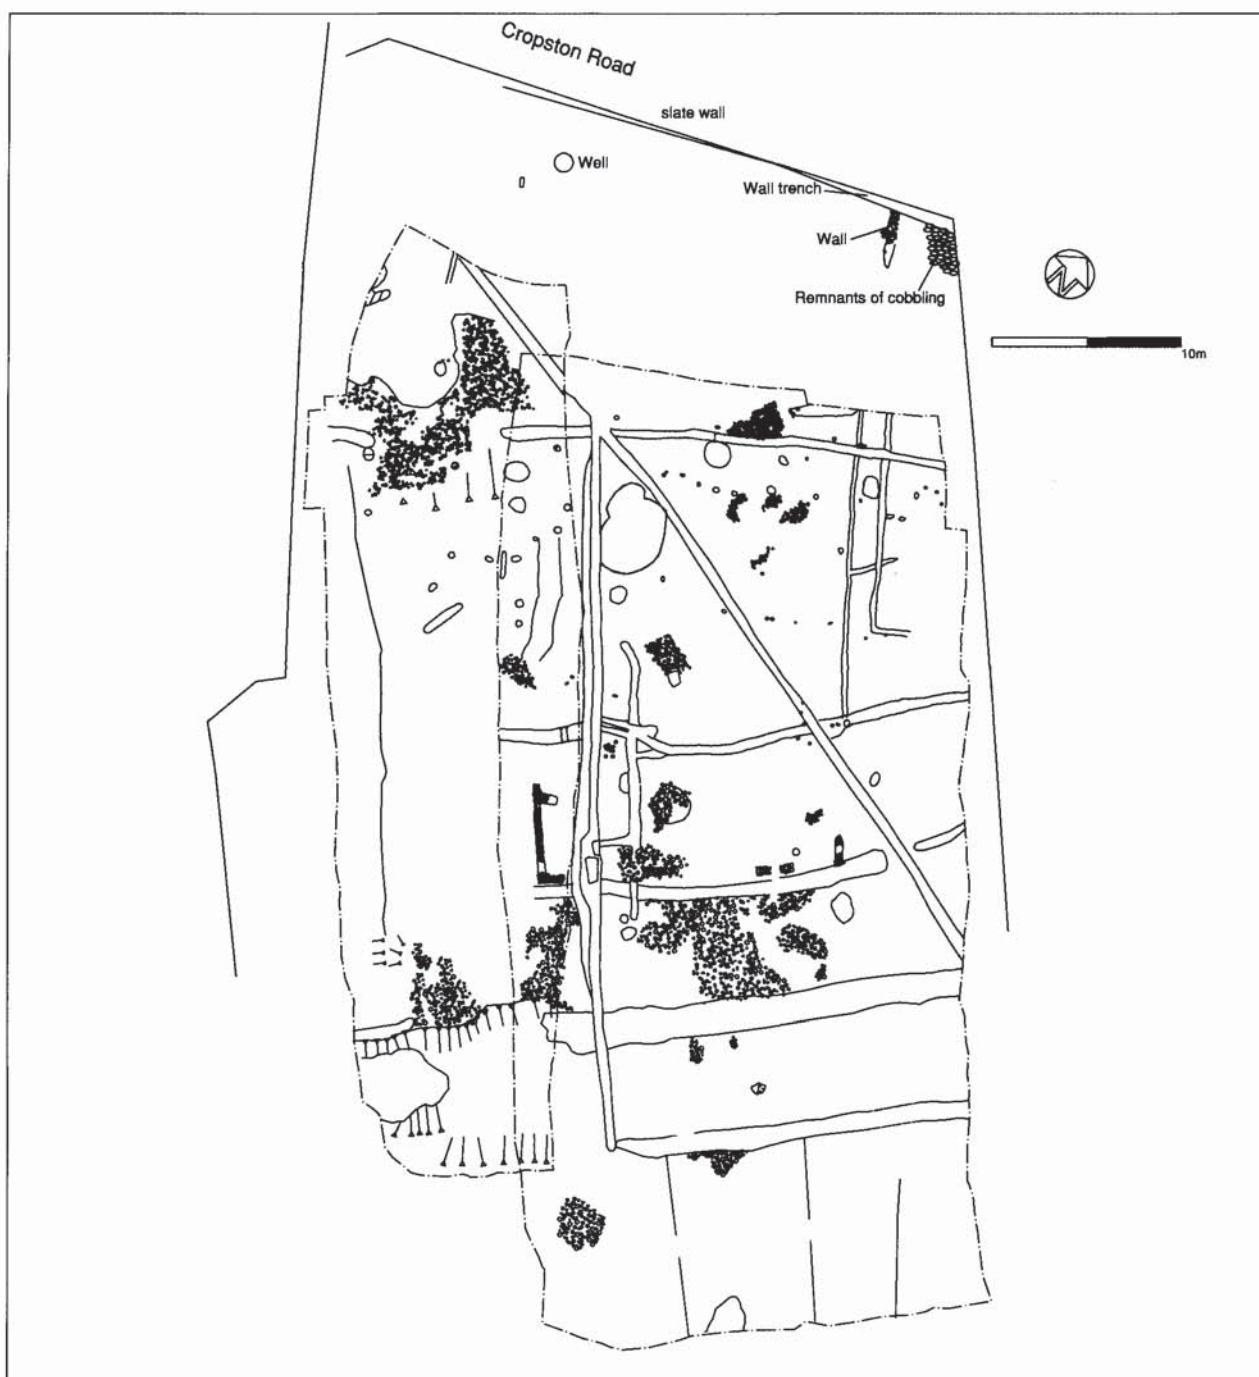 Cropston Road
slate wall
Well
Wall trench
Wall
Remnants of cobbling
10m